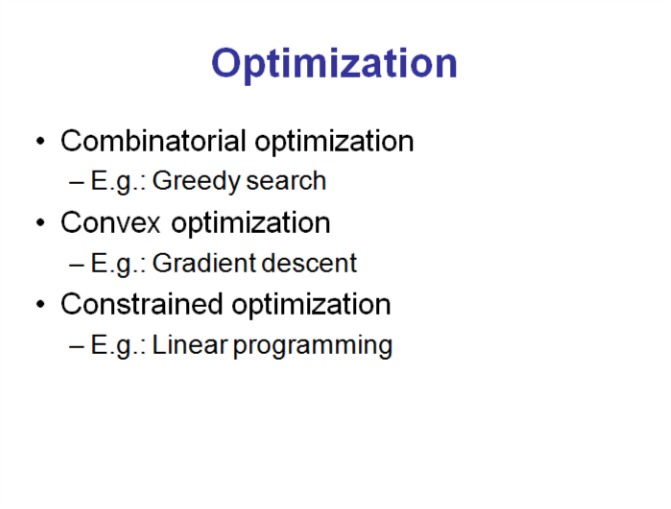 Optimization
• Combinatorial optimization
– E.g.: Greedy search
• Convex optimization
– E.g.: Gradient descent
• Constrained optimization
– E.g.: Linear programming